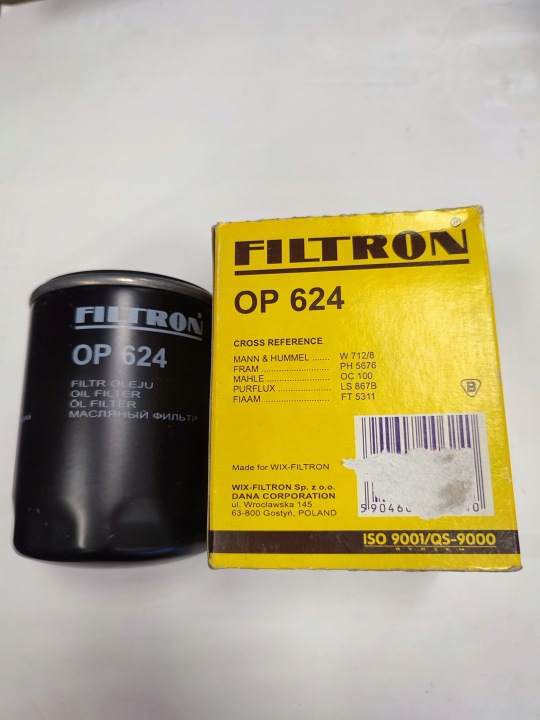 FILTRON
OP 624
FILTR OLEJU
OIL FILTER
ÖL FILTER
МАСЛЯНЫЙ ФИЛЬТР
FILTRON®
OP 624
CROSS REFERENCE
MANN & HUMMEL ...... W 712/8
FRAM ........................ PH 5676
MAHLE ...................... OC 100
PURFLUX .................. LS 867B
FIAAM ....................... FT 5311
B
Made for WIX-FILTRON
WIX-FILTRON Sp. z o.o.
DANA CORPORATION
ul. Wrocławska 145
63-800 Gostyń, POLAND
ISO 9001/QS-9000
SYSTEM